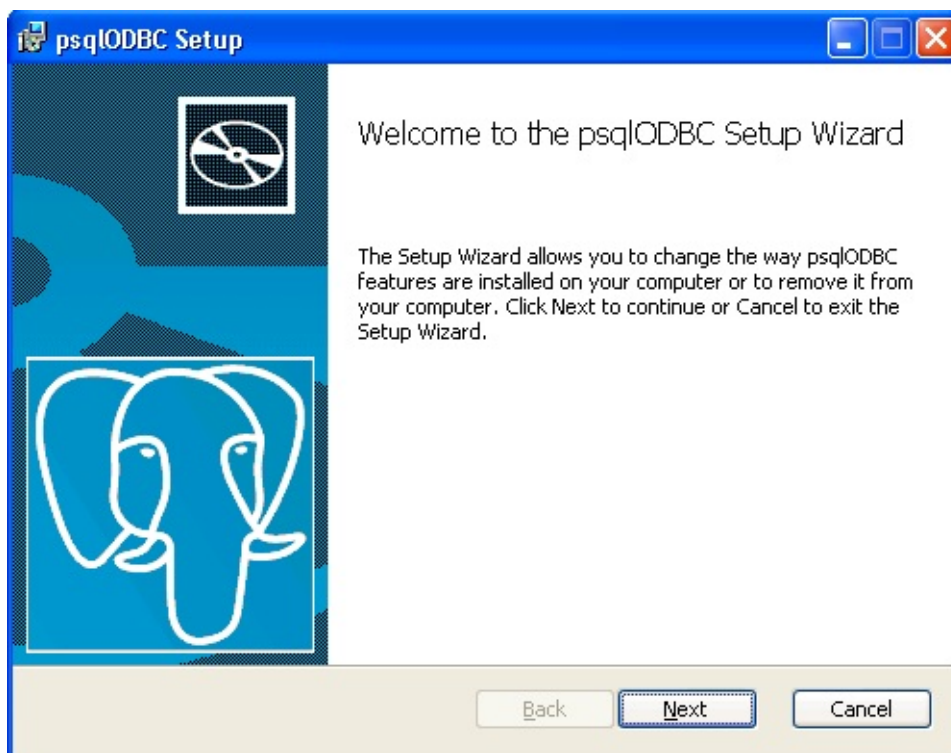 psqlODBC Setup
Welcome to the psqlODBC Setup Wizard
The Setup Wizard allows you to change the way psqlODBC
features are installed on your computer or to remove it from
your computer. Click Next to continue or Cancel to exit the
Setup Wizard.
Back Next Cancel